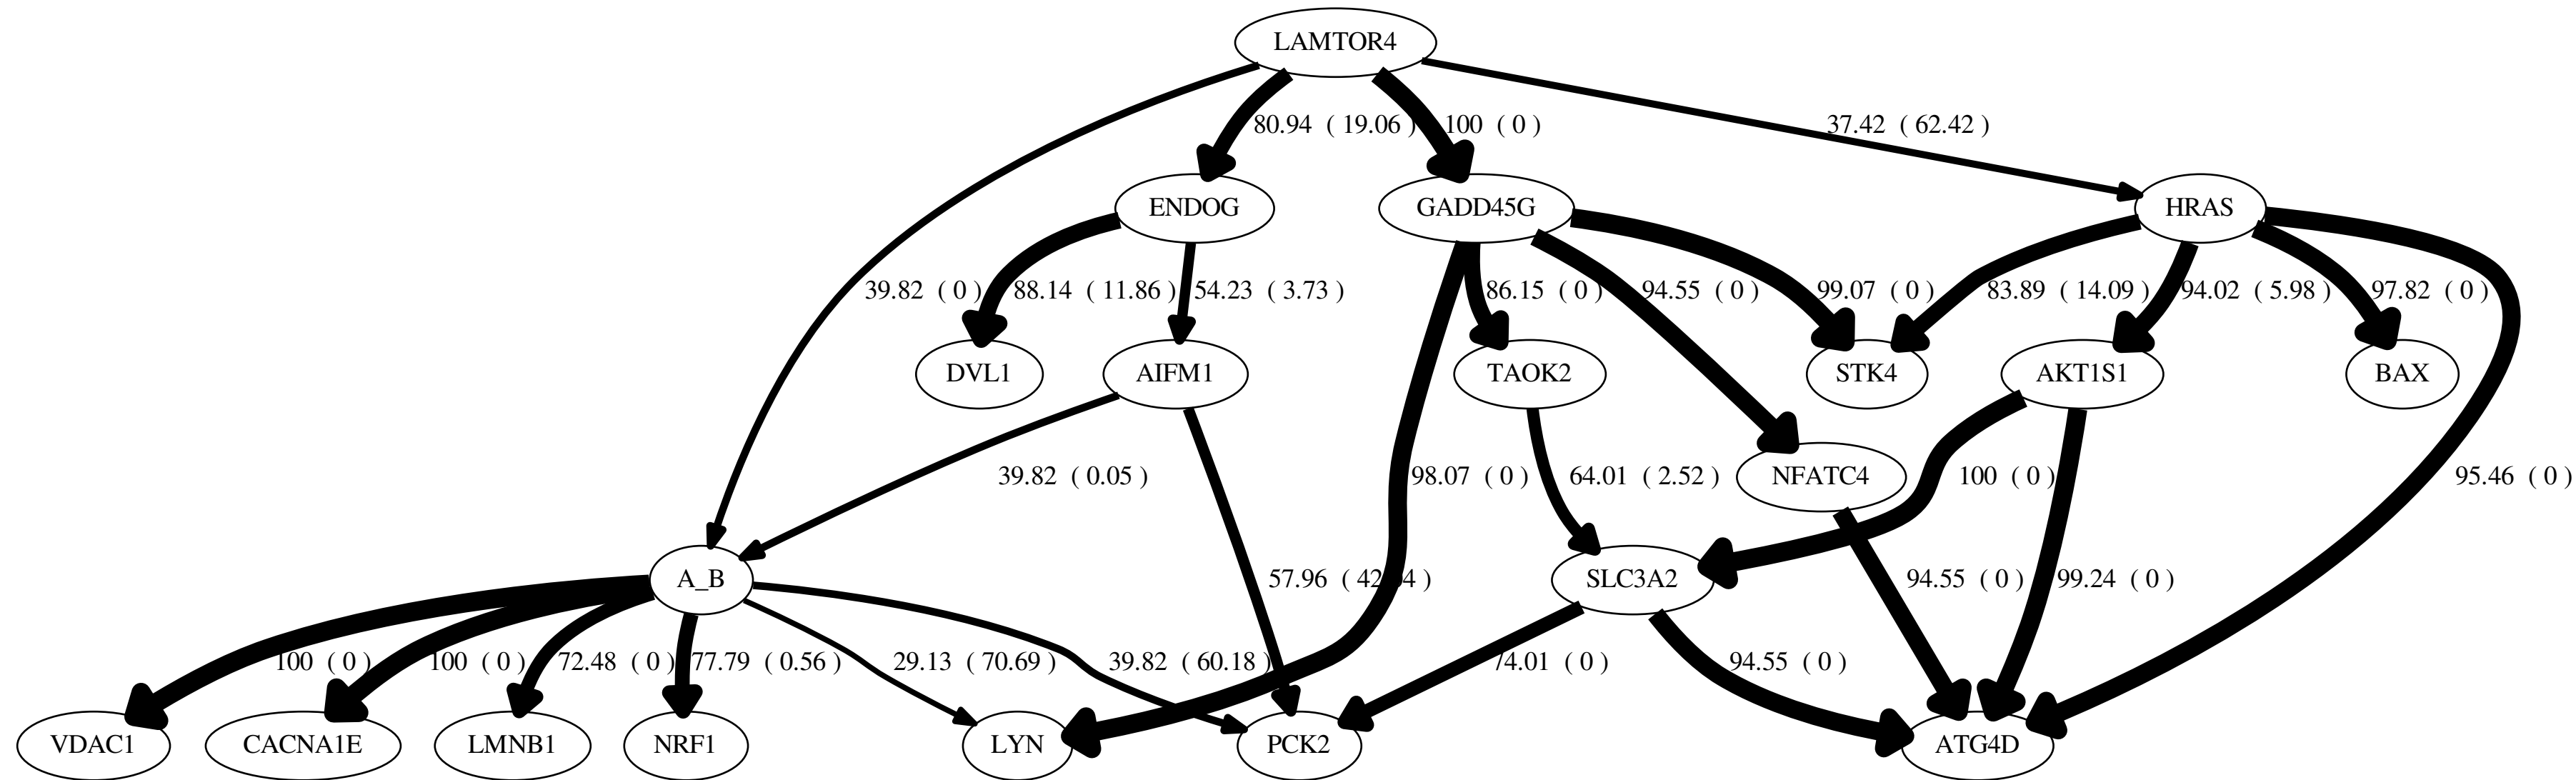 LAMTOR4
80.94 ( 19.06 )
100 ( 0 )
37.42 ( 62.42 )
ENDOG
GADD45G
HRAS
39.82 ( 0 )
88.14 ( 11.86 )
54.23 ( 3.73 )
86.15 ( 0 )
94.55 ( 0 )
99.07 ( 0 )
83.89 ( 14.09 )
94.02 ( 5.98 )
97.82 ( 0 )
DVL1
AIFM1
TAOK2
STK4
AKT1S1
BAX
39.82 ( 0.05 )
98.07 ( 0 )
64.01 ( 2.52 )
NFATC4
100 ( 0 )
95.46 ( 0 )
A_B
57.96 (
SLC3A2
94.55 ( 0 )
99.24 ( 0 )
100 ( 0 )
100 ( 0 )
72.48 ( 0 )
77.79 ( 0.56 )
29.13 ( 70.69 )
39.82 ( 60.18 )
74.01 ( 0 )
94.55 ( 0 )
VDAC1
CACNA1E
LMNB1
NRF1
LYN
PCK2
ATG4D